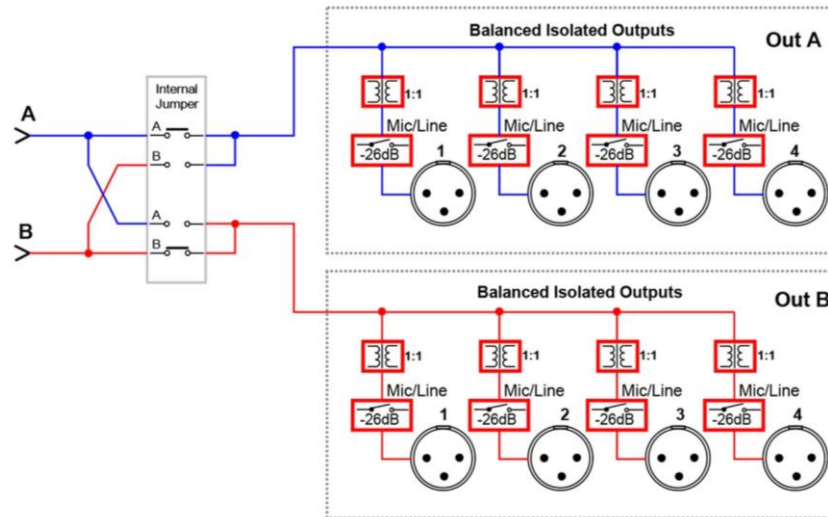 Balanced Isolated Outputs
Out A
Internal
Jumper
A
A
B
A
B
B
1:1
1:1
1:1
1:1
Mic/Line
Mic/Line
Mic/Line
Mic/Line
-26dB
-26dB
-26dB
-26dB
1
2
3
4
Balanced Isolated Outputs
Out B
1:1
1:1
1:1
1:1
Mic/Line
Mic/Line
Mic/Line
Mic/Line
-26dB
-26dB
-26dB
-26dB
1
2
3
4